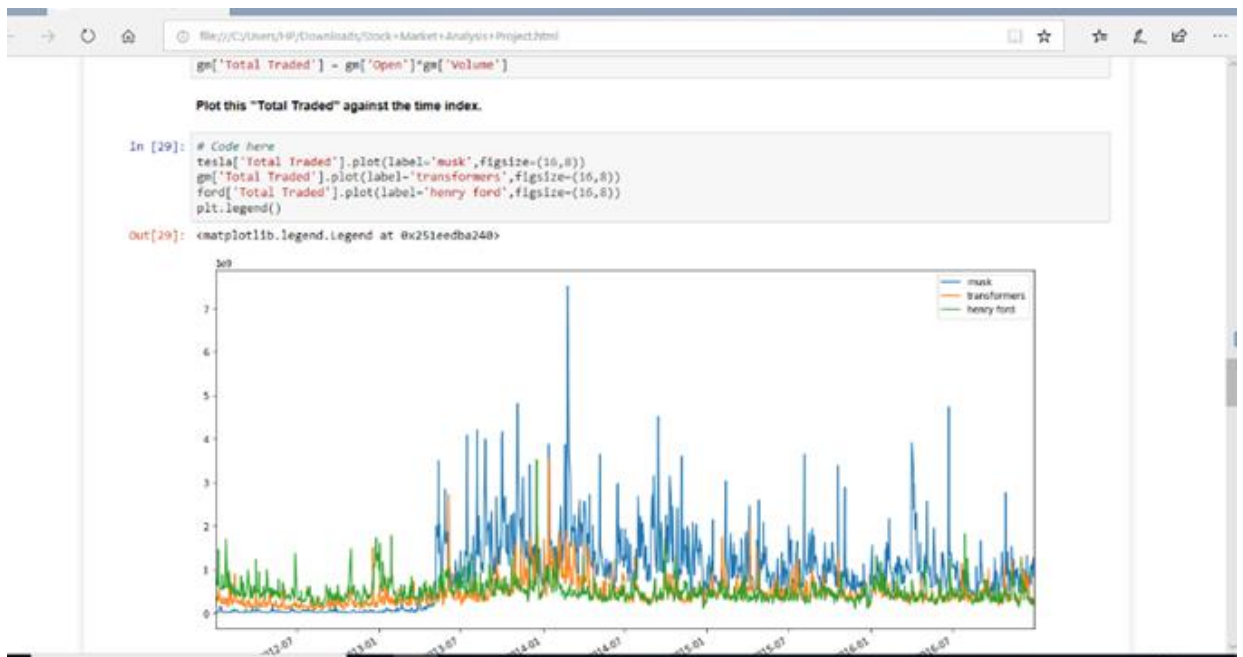 file:///C:/Users/HP/Downloads/Stock+Market+Analysis+Project.html
gm['Total Traded'] = gm['Open']*gm['Volume']
Plot this "Total Traded" against the time index.
In [29]: # Code here
tesla['Total Traded'].plot(label='musk',figsize=(16,8))
gm['Total Traded'].plot(label='transformers',figsize=(16,8))
ford['Total Traded'].plot(label='henry ford',figsize=(16,8))
plt.legend()
Out[29]: <matplotlib.legend.Legend at 0x251eedba240>
1e9
musk
transformers
henry ford
7
6
5
4
3
2
1
0
2012-07 2013-01 2013-07 2014-01 2014-07 2015-01 2015-07 2016-01 2016-07